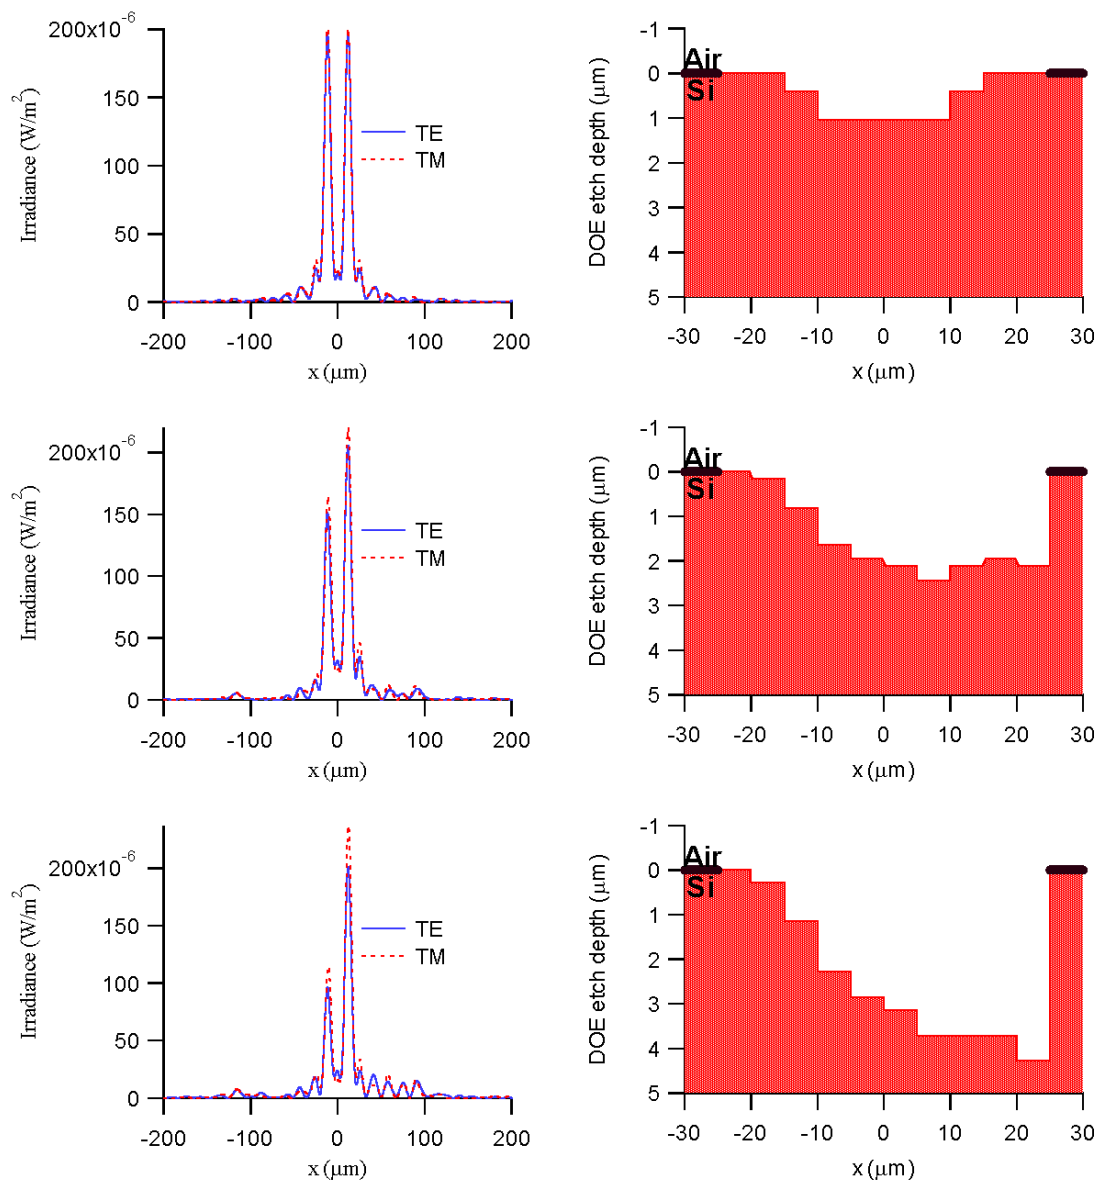 200x10-6
150
100
50
0
Irradiance (W/m2)
TE
TM
-200 -100 0 100 200
x (μm)
-1
0
1
2
3
4
5
DOE etch depth (μm)
Air
Si
-30 -20 -10 0 10 20 30
x (μm)
200x10-6
150
100
50
0
Irradiance (W/m2)
TE
TM
-200 -100 0 100 200
x (μm)
-1
0
1
2
3
4
5
DOE etch depth (μm)
Air
Si
-30 -20 -10 0 10 20 30
x (μm)
200x10-6
150
100
50
0
Irradiance (W/m2)
TE
TM
-200 -100 0 100 200
x (μm)
-1
0
1
2
3
4
5
DOE etch depth (μm)
Air
Si
-30 -20 -10 0 10 20 30
x (μm)